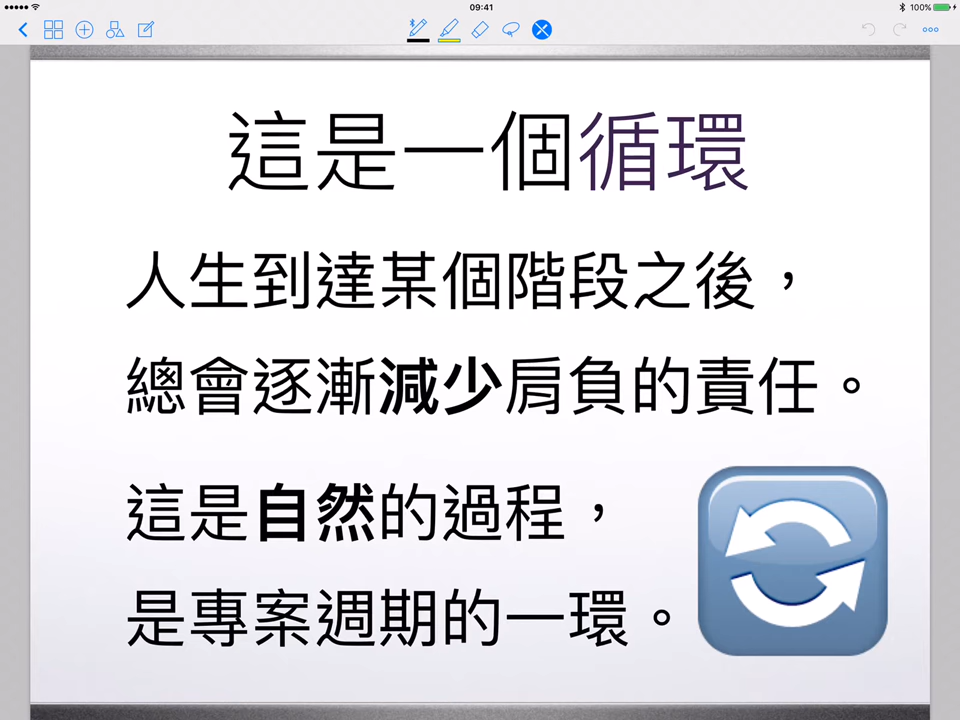 09:41
100%
這是一個循環
人生到達某個階段之後，
總會逐漸減少肩負的責任。
這是自然的過程，
是專案週期的一環。